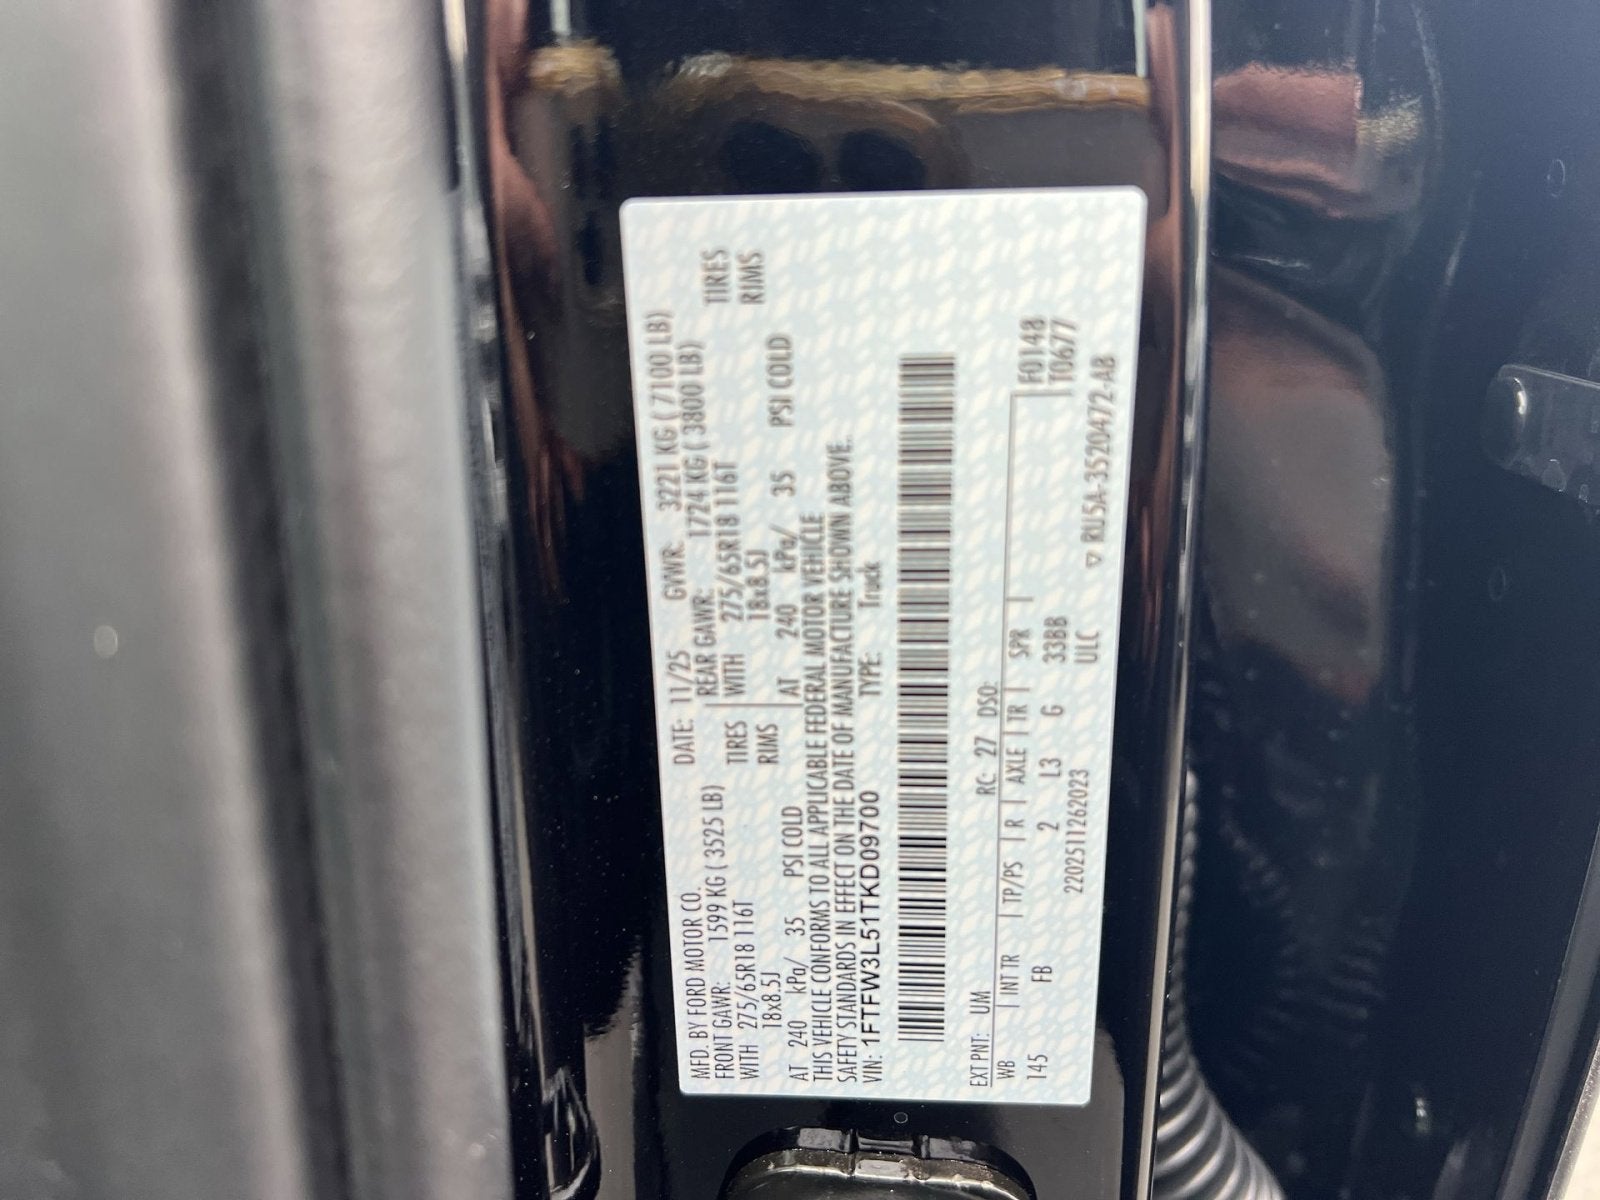 MFD. BY FORD MOTOR CO.
DATE: 11/25 GVWR: 3221 KG ( 7100 LB)
FRONT GAWR: 1599 KG ( 3525 LB)
REAR GAWR: 1724 KG ( 3800 LB)
WITH 275/65R18 116T TIRES
WITH 275/65R18 116T TIRES
18x8.5J RIMS
18x8.5J RIMS
AT 240 kPa/ 35 PSI COLD
AT 240 kPa/ 35 PSI COLD
THIS VEHICLE CONFORMS TO ALL APPLICABLE FEDERAL MOTOR VEHICLE
SAFETY STANDARDS IN EFFECT ON THE DATE OF MANUFACTURE SHOWN ABOVE.
VIN: 1FTFW3L51TKD09700 TYPE: Truck
EXT PNT: UM RC: 27 DSO: F0148
WB INT TR TP/PS R AXLE TR SPR T0677
145 FB 2 L3 G 33BB
220251126202​3 ULC ▽ RU5A-3520472-AB